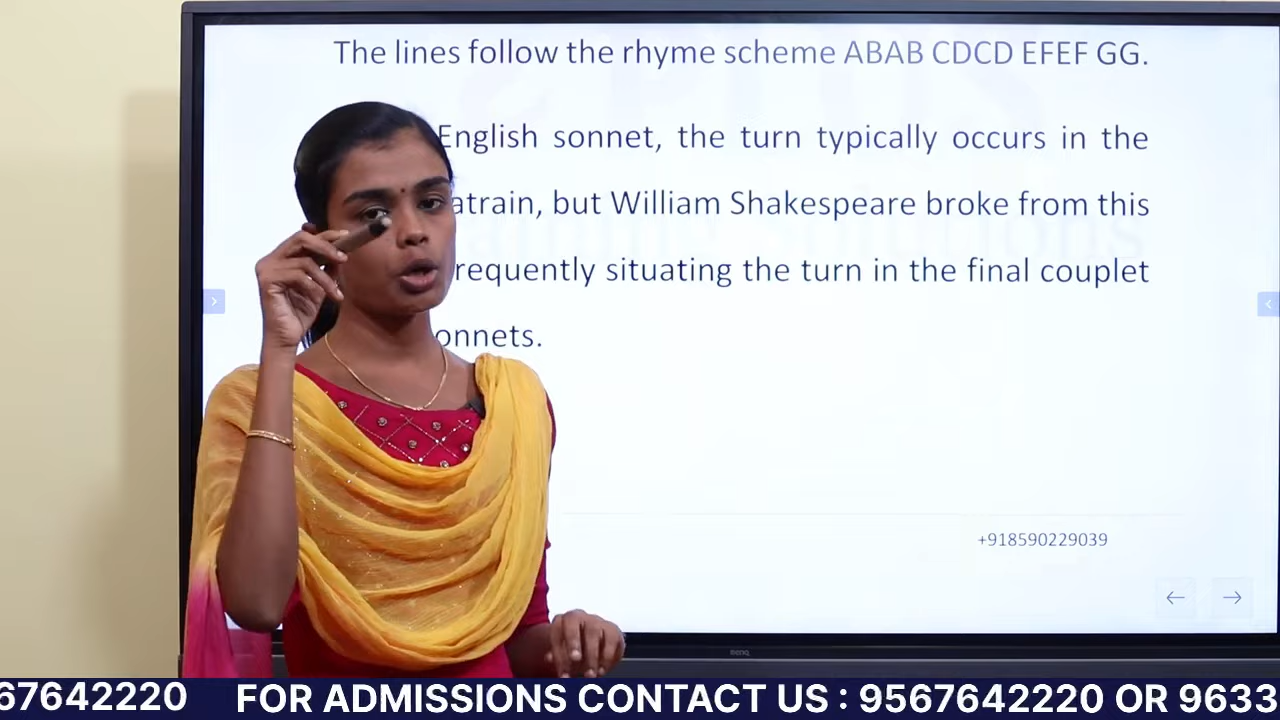 The lines follow the rhyme scheme ABAB CDCD EFEF GG.
English sonnet, the turn typically occurs in the
atrain, but William Shakespeare broke from this
requently situating the turn in the final couplet
onnets.
+918590229039
BenQ
67642220 FOR ADMISSIONS CONTACT US : 9567642220 OR 9633